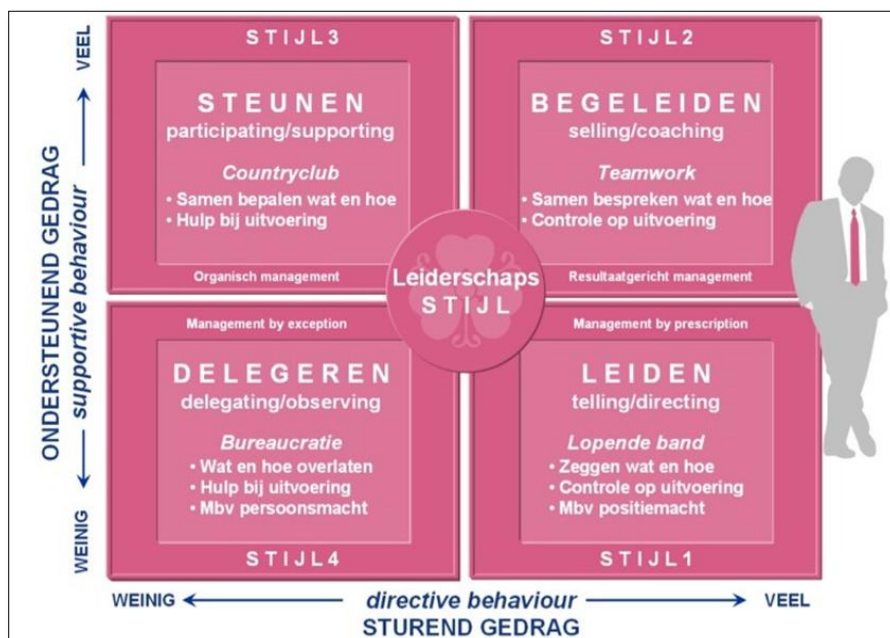 STIJL3
STEUNEN
participating/supporting
Countryclub
• Samen bepalen wat en hoe
• Hulp bij uitvoering
Organisch management
STIJL2
BEGELEIDEN
selling/coaching
Teamwork
• Samen bespreken wat en hoe
• Controle op uitvoering
Resultaatgericht management
Leiderschaps
STIJL
Management by exception
DELEGEREN
delegating/observing
Bureaucratie
• Wat en hoe overlaten
• Hulp bij uitvoering
• Mbv persoonsmacht
STIJL4
Management by prescription
LEIDEN
telling/directing
Lopende band
• Zeggen wat en hoe
• Controle op uitvoering
• Mbv positiemacht
STIJL1
VEEL
ONDERSTEUNEND GEDRAG
supportive behaviour
WEINIG
WEINIG
directive behaviour
VEEL
STUREND GEDRAG